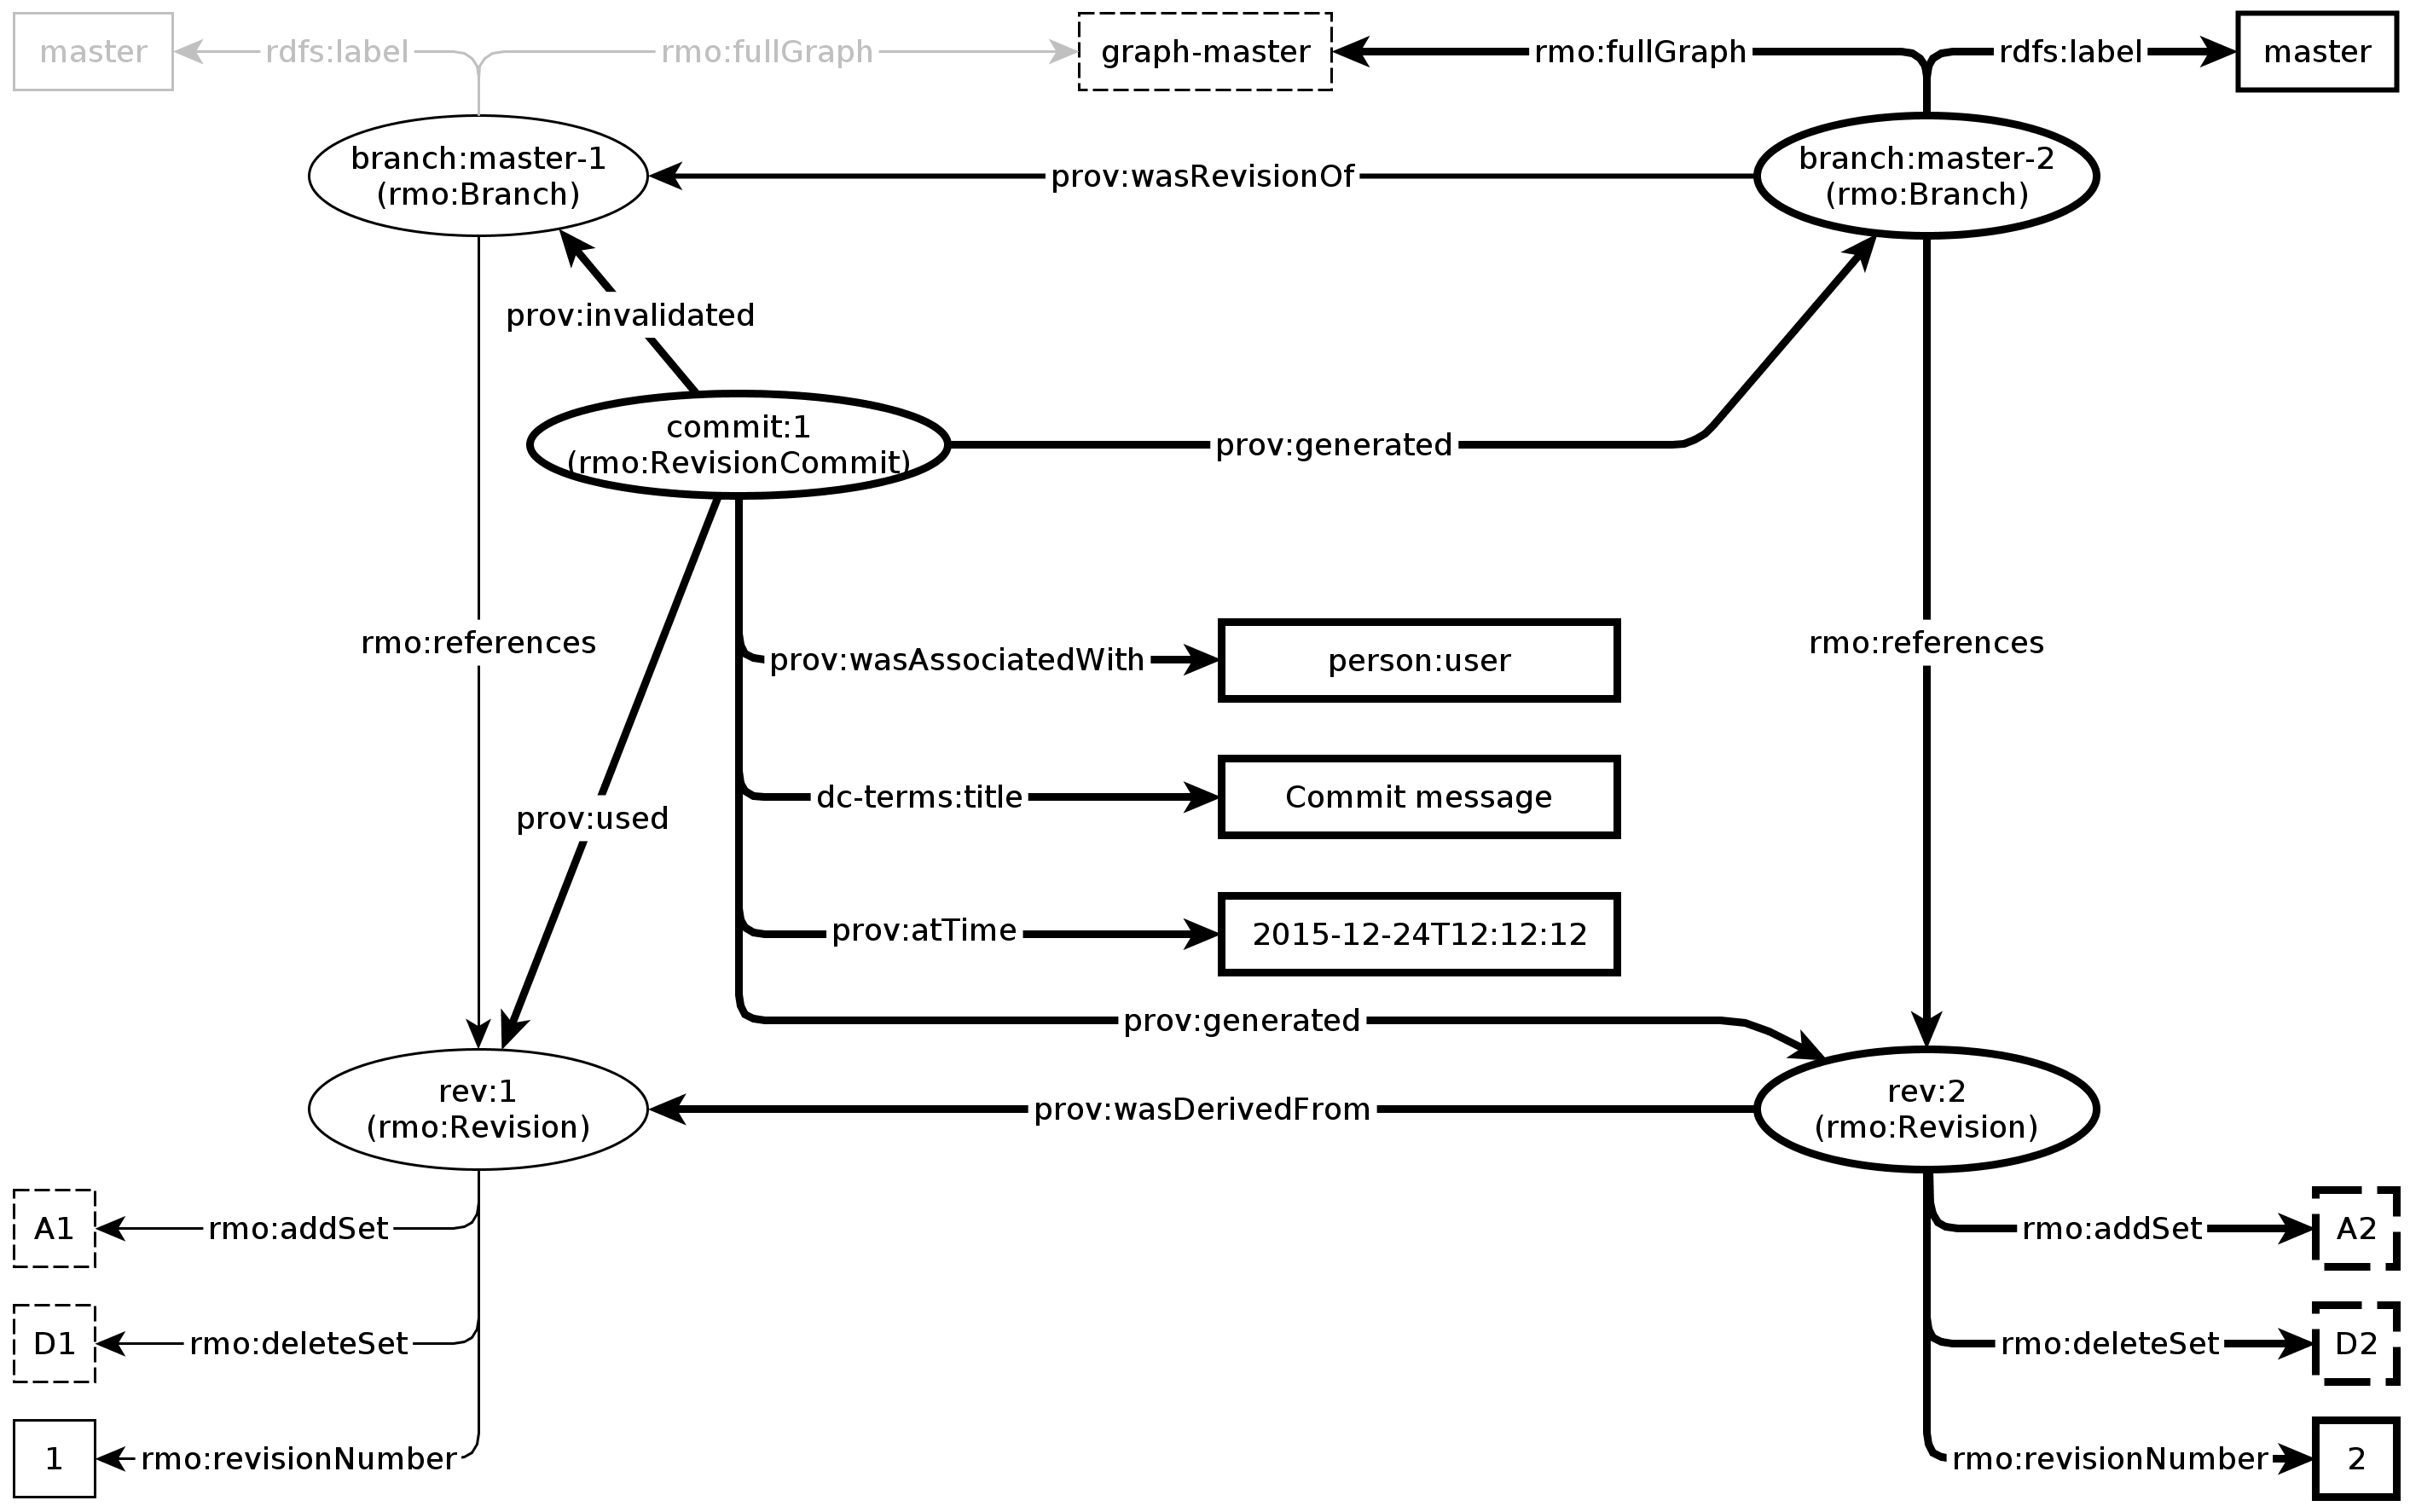 master
rdfs:label
rmo:fullGraph
graph-master
rmo:fullGraph
rdfs:label
master
branch:master-1
(rmo:Branch)
prov:wasRevisionOf
branch:master-2
(rmo:Branch)
prov:invalidated
commit:1
(rmo:RevisionCommit)
prov:generated
rmo:references
prov:wasAssociatedWith
person:user
rmo:references
dc-terms:title
Commit message
prov:used
prov:atTime
2015-12-24T12:12:12
prov:generated
rev:1
(rmo:Revision)
prov:wasDerivedFrom
rev:2
(rmo:Revision)
A1
rmo:addSet
rmo:addSet
A2
D1
rmo:deleteSet
rmo:deleteSet
D2
1
rmo:revisionNumber
rmo:revisionNumber
2